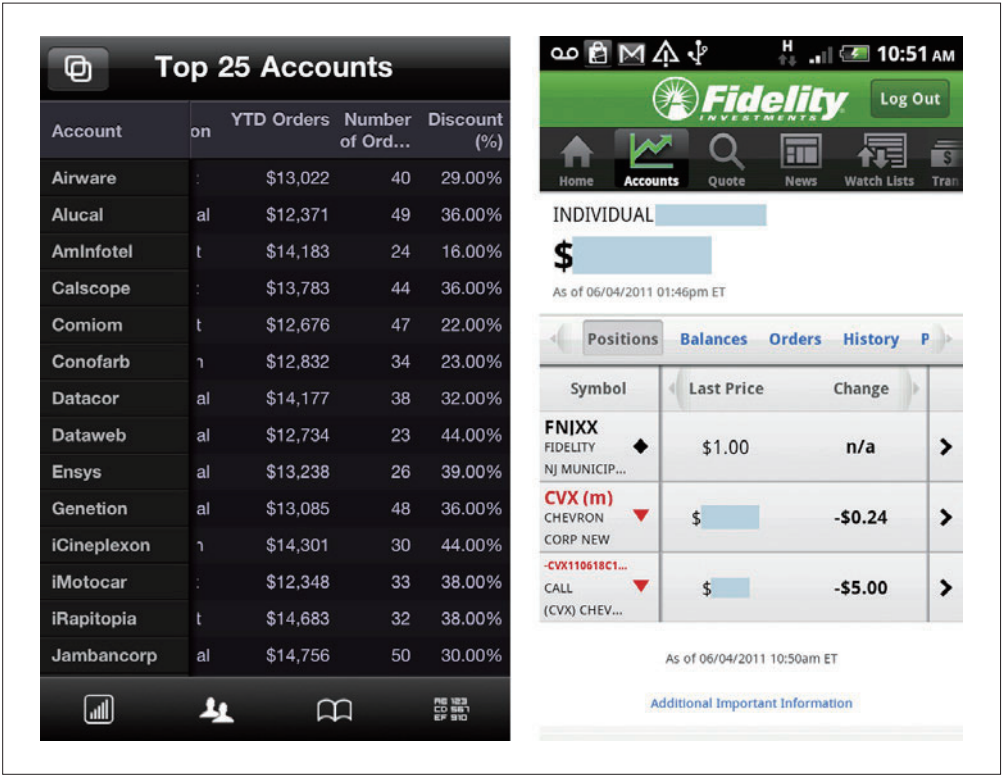 Top 25 Accounts
Account on YTD Orders Number of Ord... Discount (%)
Airware : $13,022 40 29.00%
Alucal al $12,371 49 36.00%
AmInfotel t $14,183 24 16.00%
Calscope : $13,783 44 36.00%
Comiom t $12,676 47 22.00%
Conofarb n $12,832 34 23.00%
Datacor al $14,177 38 32.00%
Dataweb al $12,734 23 44.00%
Ensys al $13,238 26 39.00%
Genetion al $13,085 48 36.00%
iCineplexon n $14,301 30 44.00%
iMotocar : $12,348 33 38.00%
iRapitopia t $14,683 32 38.00%
Jambancorp al $14,756 50 30.00%
AB 123
CD 567
EF 910
H 10:51 AM
Fidelity Log Out
INVESTMENTS
Home Accounts Quote News Watch Lists Tran
INDIVIDUAL
$
As of 06/04/2011 01:46pm ET
Positions Balances Orders History P
Symbol Last Price Change
FNJXX
FIDELITY $1.00 n/a
NJ MUNICIP...
CVX (m)
CHEVRON $ -$0.24
CORP NEW
-CVX110618C1...
CALL $ -$5.00
(CVX) CHEV...
As of 06/04/2011 10:50am ET
Additional Important Information